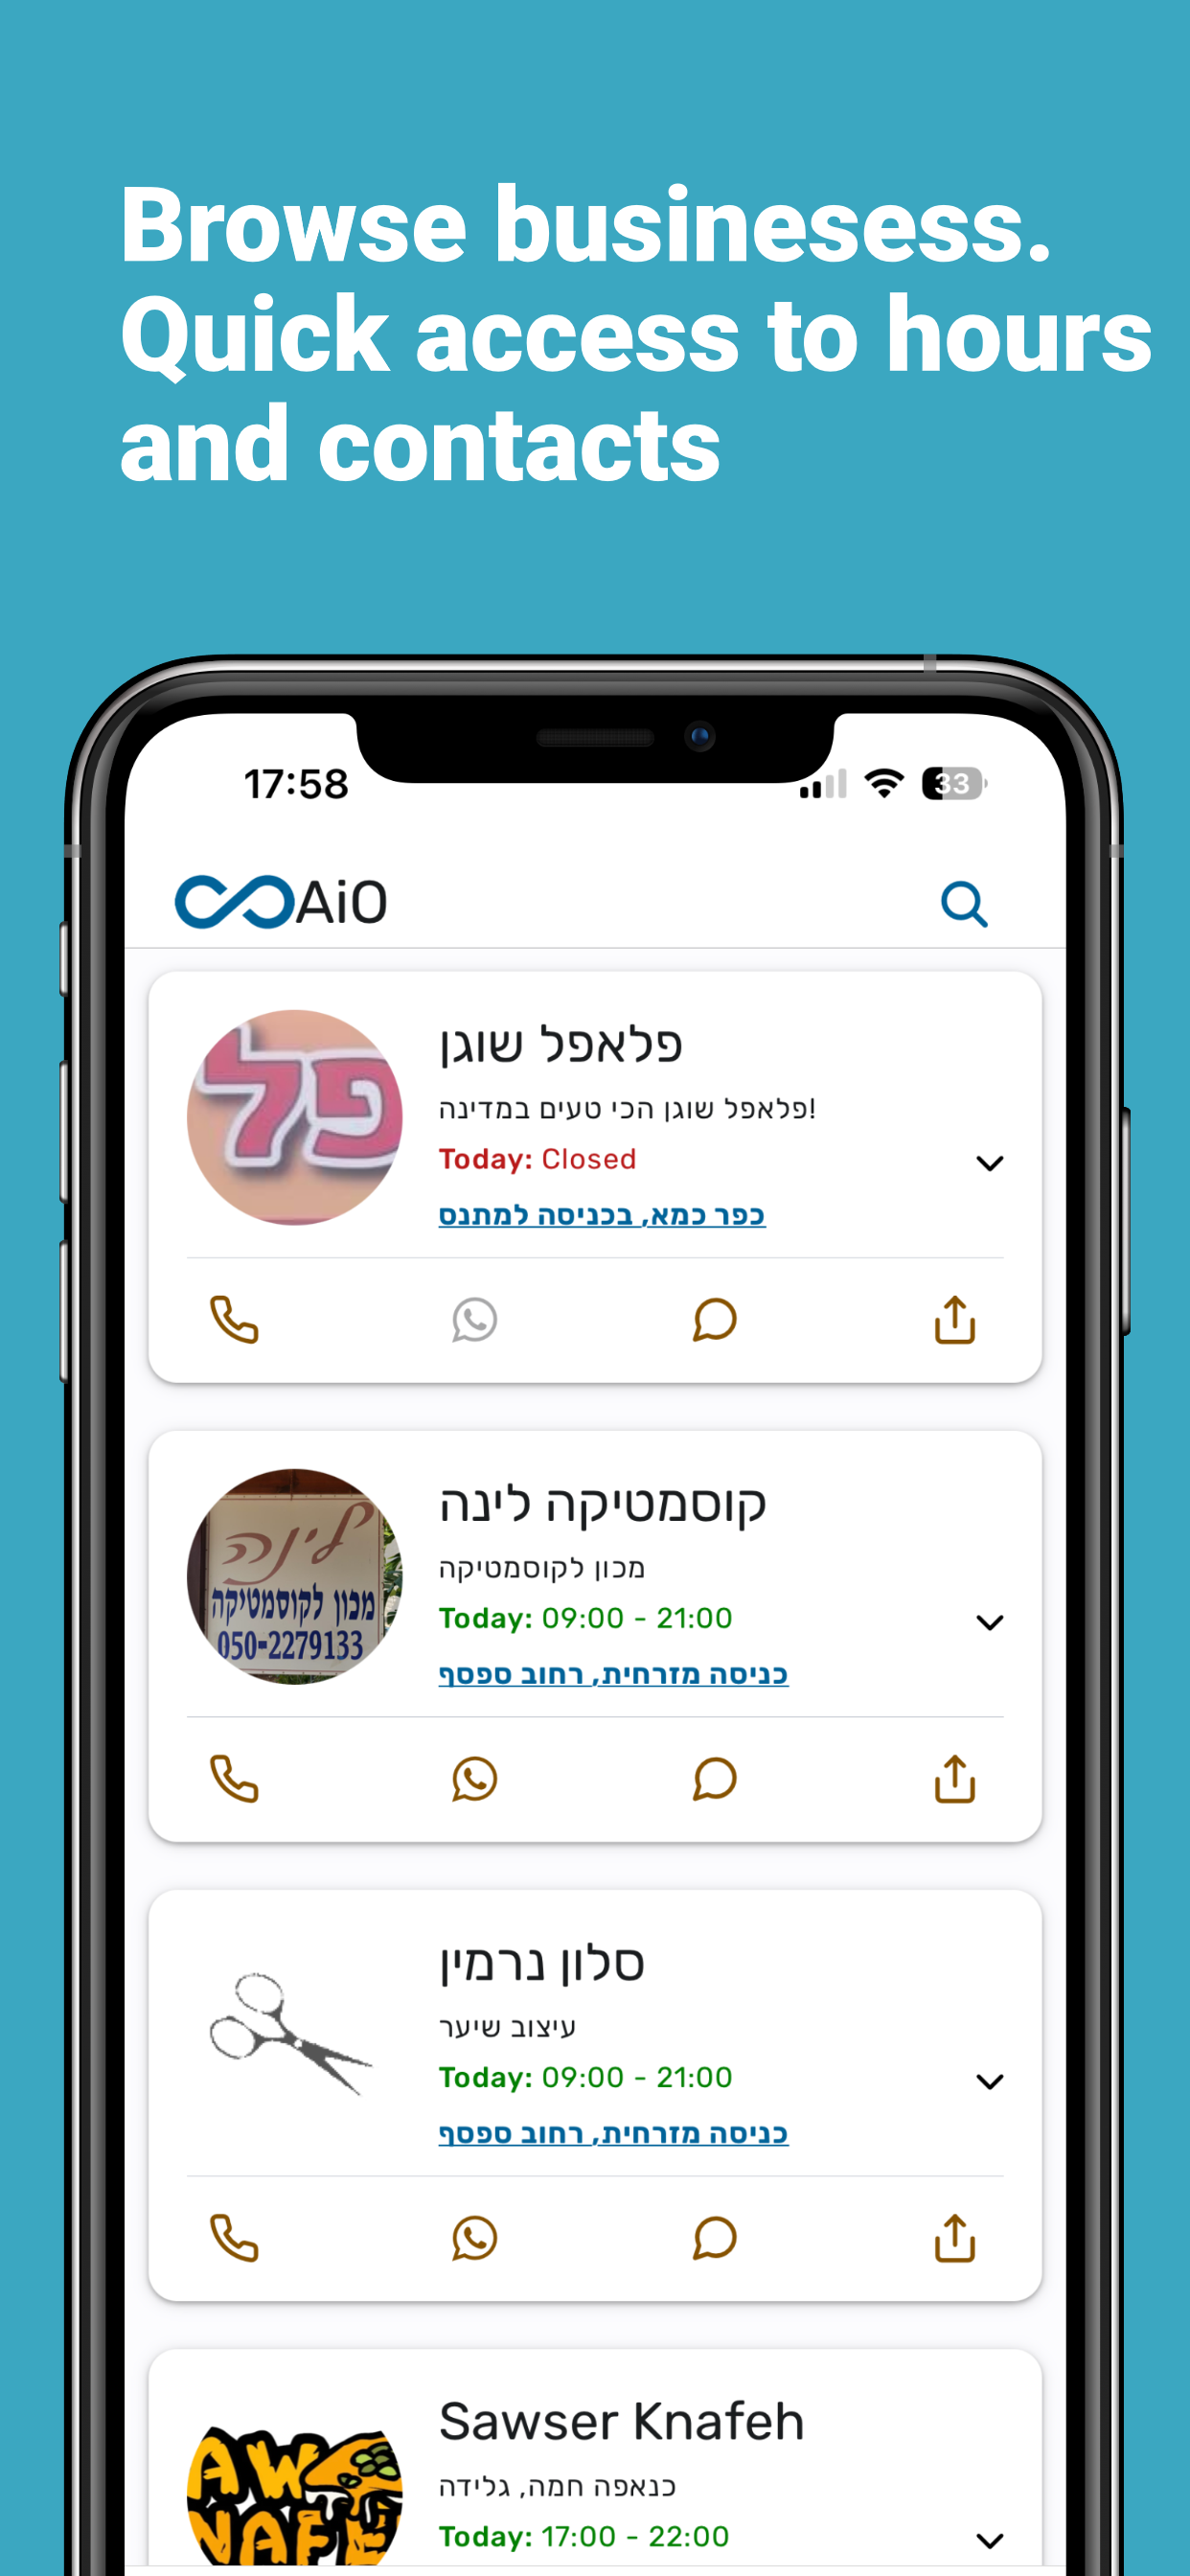 Browse businesess.
Quick access to hours
and contacts
17:58
33
AiO
פל
פלאפל שוגן
פלאפל שוגן הכי טעים במדינה!
Today: Closed
כפר כמא, בכניסה למתנס
לינה
מכון לקוסמטיקה
050-2279133
קוסמטיקה לינה
מכון לקוסמטיקה
Today: 09:00 - 21:00
כניסה מזרחית, רחוב ספסף
סלון נרמין
עיצוב שיער
Today: 09:00 - 21:00
כניסה מזרחית, רחוב ספסף
AW
NAFE
Sawser Knafeh
כנאפה חמה, גלידה
Today: 17:00 - 22:00